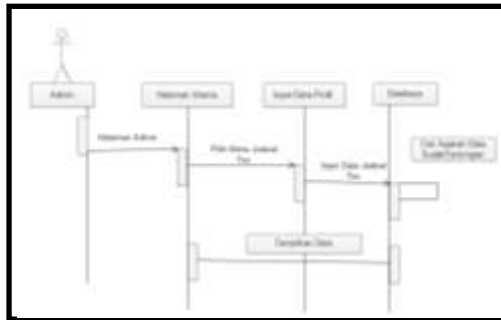 Admin
Halaman Utama
Input Data Profil
Database
Halaman Admin
Pilih Menu Jadwal
Tes
Input Data Jadwal
Tes
Cek Apakah Data
Sudah
Tampilkan Data